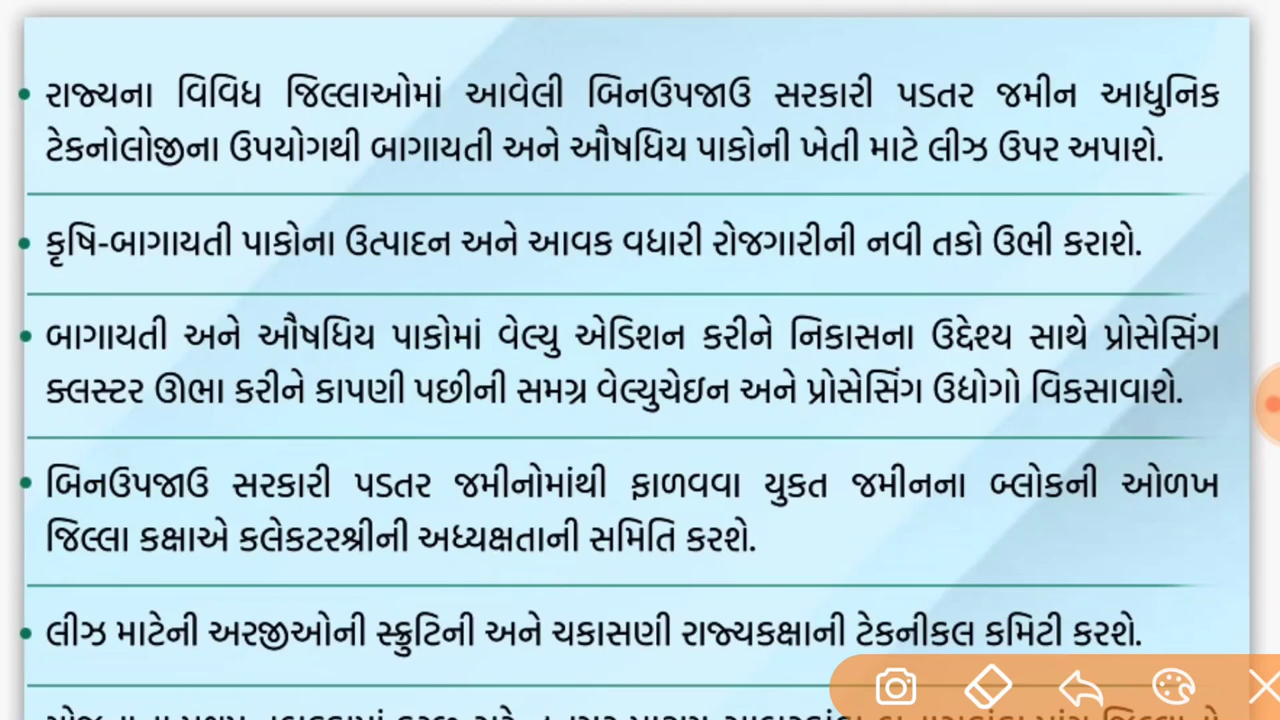 • રાજ્યના વિવિધ જિલ્લાઓમાં આવેલી બિનઉપજાઉ સરકારી પડતર જમીન આધુનિક
ટેકનોલોજીના ઉપયોગથી બાગાયતી અને ઔષધિય પાકોની ખેતી માટે લીઝ ઉપર અપાશે.
• કૃષિ-બાગાયતી પાકોના ઉત્પાદન અને આવક વધારી રોજગારીની નવી તકો ઉભી કરાશે.
• બાગાયતી અને ઔષધિય પાકોમાં વેલ્યુ એડિશન કરીને નિકાસના ઉદ્દેશ્ય સાથે પ્રોસેસિંગ
ક્લસ્ટર ઊભા કરીને કાપણી પછીની સમગ્ર વેલ્યુચેઇન અને પ્રોસેસિંગ ઉદ્યોગો વિકસાવાશે.
• બિનઉપજાઉ સરકારી પડતર જમીનોમાંથી ફાળવવા યુકત જમીનના બ્લોકની ઓળખ
જિલ્લા કક્ષાએ કલેકટરશ્રીની અધ્યક્ષતાની સમિતિ કરશે.
• લીઝ માટેની અરજીઓની સ્ક્રુટિની અને ચકાસણી રાજ્યકક્ષાની ટેકનીકલ કમિટી કરશે.